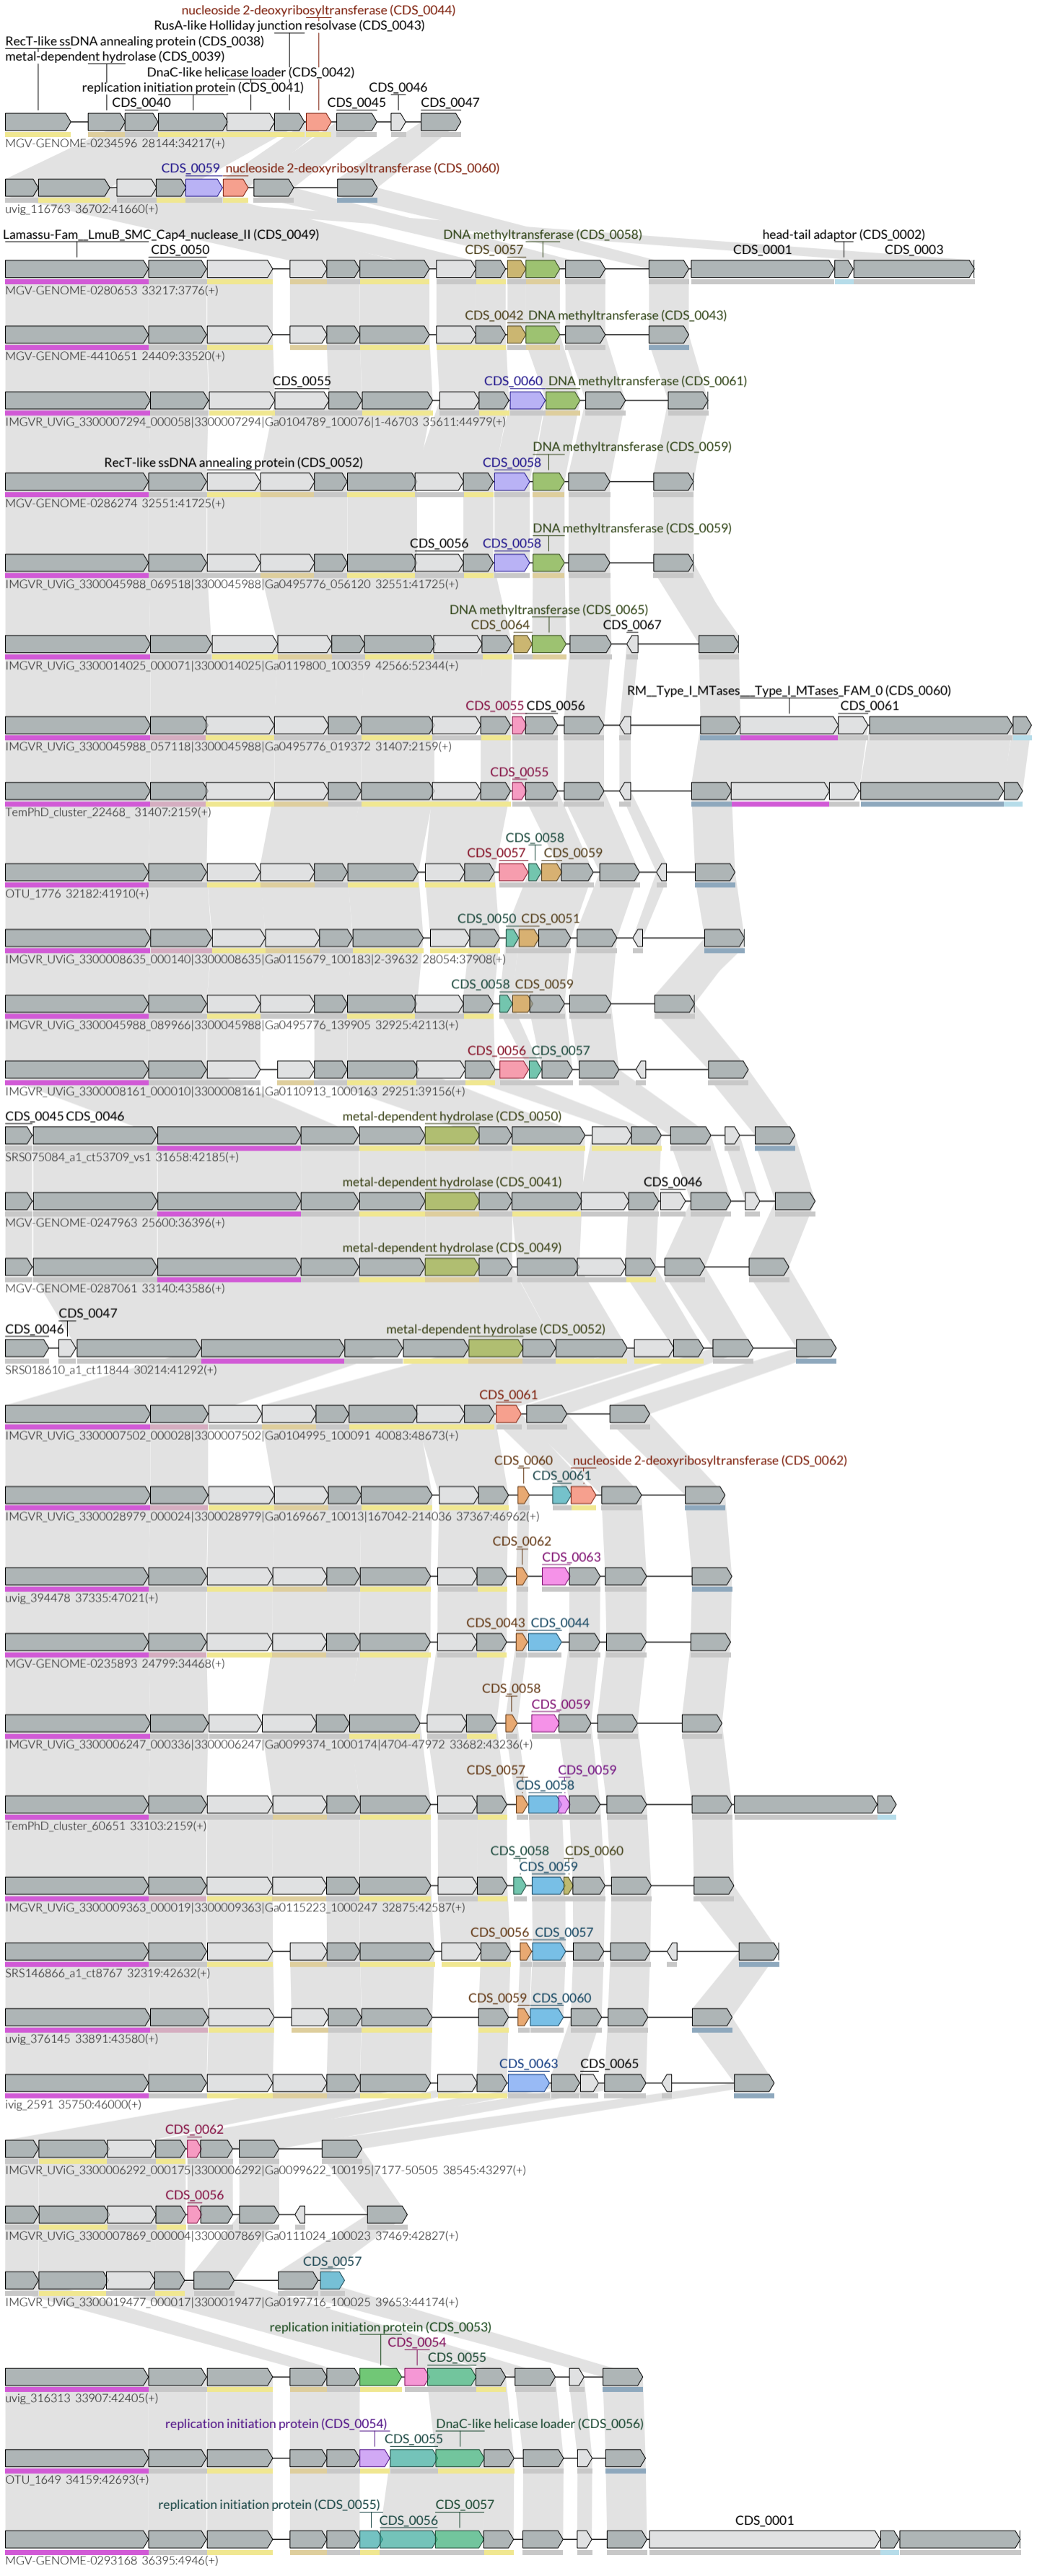 nucleoside 2-deoxyribosyltransferase (CDS_0044)
RusA-like Holliday junction resolvase (CDS_0043)
RecT-like ssDNA annealing protein (CDS_0038)
metal-dependent hydrolase (CDS_0039)
DnaC-like helicase loader (CDS_0042)
replication initiation protein (CDS_0041) CDS_0046
CDS_0040 CDS_0045 CDS_0047
MGV-GENOME-0234596 28144:34217(+)
CDS_0059 nucleoside 2-deoxyribosyltransferase (CDS_0060)
uvig_116763 36702:41660(+)
Lamassu-Fam__LmuB_SMC_Cap4_nuclease_II (CDS_0049) DNA methyltransferase (CDS_0058) head-tail adaptor (CDS_0002)
CDS_0050 CDS_0057 CDS_0001 CDS_0003
MGV-GENOME-0280653 33217:3776(+)
CDS_0042 DNA methyltransferase (CDS_0043)
MGV-GENOME-4410651 24409:33520(+)
CDS_0055 CDS_0060 DNA methyltransferase (CDS_0061)
IMGVR_UViG_3300007294_000058|3300007294|Ga0104789_100076|1-46703 35611:44979(+)
DNA methyltransferase (CDS_0059)
RecT-like ssDNA annealing protein (CDS_0052) CDS_0058
MGV-GENOME-0286274 32551:41725(+)
DNA methyltransferase (CDS_0059)
CDS_0056 CDS_0058
IMGVR_UViG_3300045988_069518|3300045988|Ga0495776_056120 32551:41725(+)
DNA methyltransferase (CDS_0065)
CDS_0064 CDS_0067
IMGVR_UViG_3300014025_000071|3300014025|Ga0119800_100359 42566:52344(+)
RM__Type_I_MTases___Type_I_MTases_FAM_0 (CDS_0060)
CDS_0055 CDS_0056 CDS_0061
IMGVR_UViG_3300045988_057118|3300045988|Ga0495776_019372 31407:2159(+)
CDS_0055
TemPhD_cluster_22468_ 31407:2159(+)
CDS_0058
CDS_0057 CDS_0059
OTU_1776 32182:41910(+)
CDS_0050 CDS_0051
IMGVR_UViG_3300008635_000140|3300008635|Ga0115679_100183|2-39632 28054:37908(+)
CDS_0058 CDS_0059
IMGVR_UViG_3300045988_089966|3300045988|Ga0495776_139905 32925:42113(+)
CDS_0056 CDS_0057
IMGVR_UViG_3300008161_000010|3300008161|Ga0110913_1000163 29251:39156(+)
CDS_0045 CDS_0046 metal-dependent hydrolase (CDS_0050)
SRS075084_a1_ct53709_vs1 31658:42185(+)
metal-dependent hydrolase (CDS_0041) CDS_0046
MGV-GENOME-0247963 25600:36396(+)
metal-dependent hydrolase (CDS_0049)
MGV-GENOME-0287061 33140:43586(+)
CDS_0047
CDS_0046 metal-dependent hydrolase (CDS_0052)
SRS018610_a1_ct11844 30214:41292(+)
CDS_0061
IMGVR_UViG_3300007502_000028|3300007502|Ga0104995_100091 40083:48673(+)
CDS_0060 nucleoside 2-deoxyribosyltransferase (CDS_0062)
CDS_0061
IMGVR_UViG_3300028979_000024|3300028979|Ga0169667_10013|167042-214036 37367:46962(+)
CDS_0062
CDS_0063
uvig_394478 37335:47021(+)
CDS_0043 CDS_0044
MGV-GENOME-0235893 24799:34468(+)
CDS_0058
CDS_0059
IMGVR_UViG_3300006247_000336|3300006247|Ga0099374_1000174|4704-47972 33682:43236(+)
CDS_0057 CDS_0059
CDS_0058
TemPhD_cluster_60651 33103:2159(+)
CDS_0058 CDS_0060
CDS_0059
IMGVR_UViG_3300009363_000019|3300009363|Ga0115223_1000247 32875:42587(+)
CDS_0056 CDS_0057
SRS146866_a1_ct8767 32319:42632(+)
CDS_0059 CDS_0060
uvig_376145 33891:43580(+)
CDS_0063 CDS_0065
ivig_2591 35750:46000(+)
CDS_0062
IMGVR_UViG_3300006292_000175|3300006292|Ga0099622_100195|7177-50505 38545:43297(+)
CDS_0056
IMGVR_UViG_3300007869_000004|3300007869|Ga0111024_100023 37469:42827(+)
CDS_0057
IMGVR_UViG_3300019477_000017|3300019477|Ga0197716_100025 39653:44174(+)
replication initiation protein (CDS_0053)
CDS_0054
CDS_0055
uvig_316313 33907:42405(+)
replication initiation protein (CDS_0054) DnaC-like helicase loader (CDS_0056)
CDS_0055
OTU_1649 34159:42693(+)
replication initiation protein (CDS_0055) CDS_0057
CDS_0056 CDS_0001
MGV-GENOME-0293168 36395:4946(+)